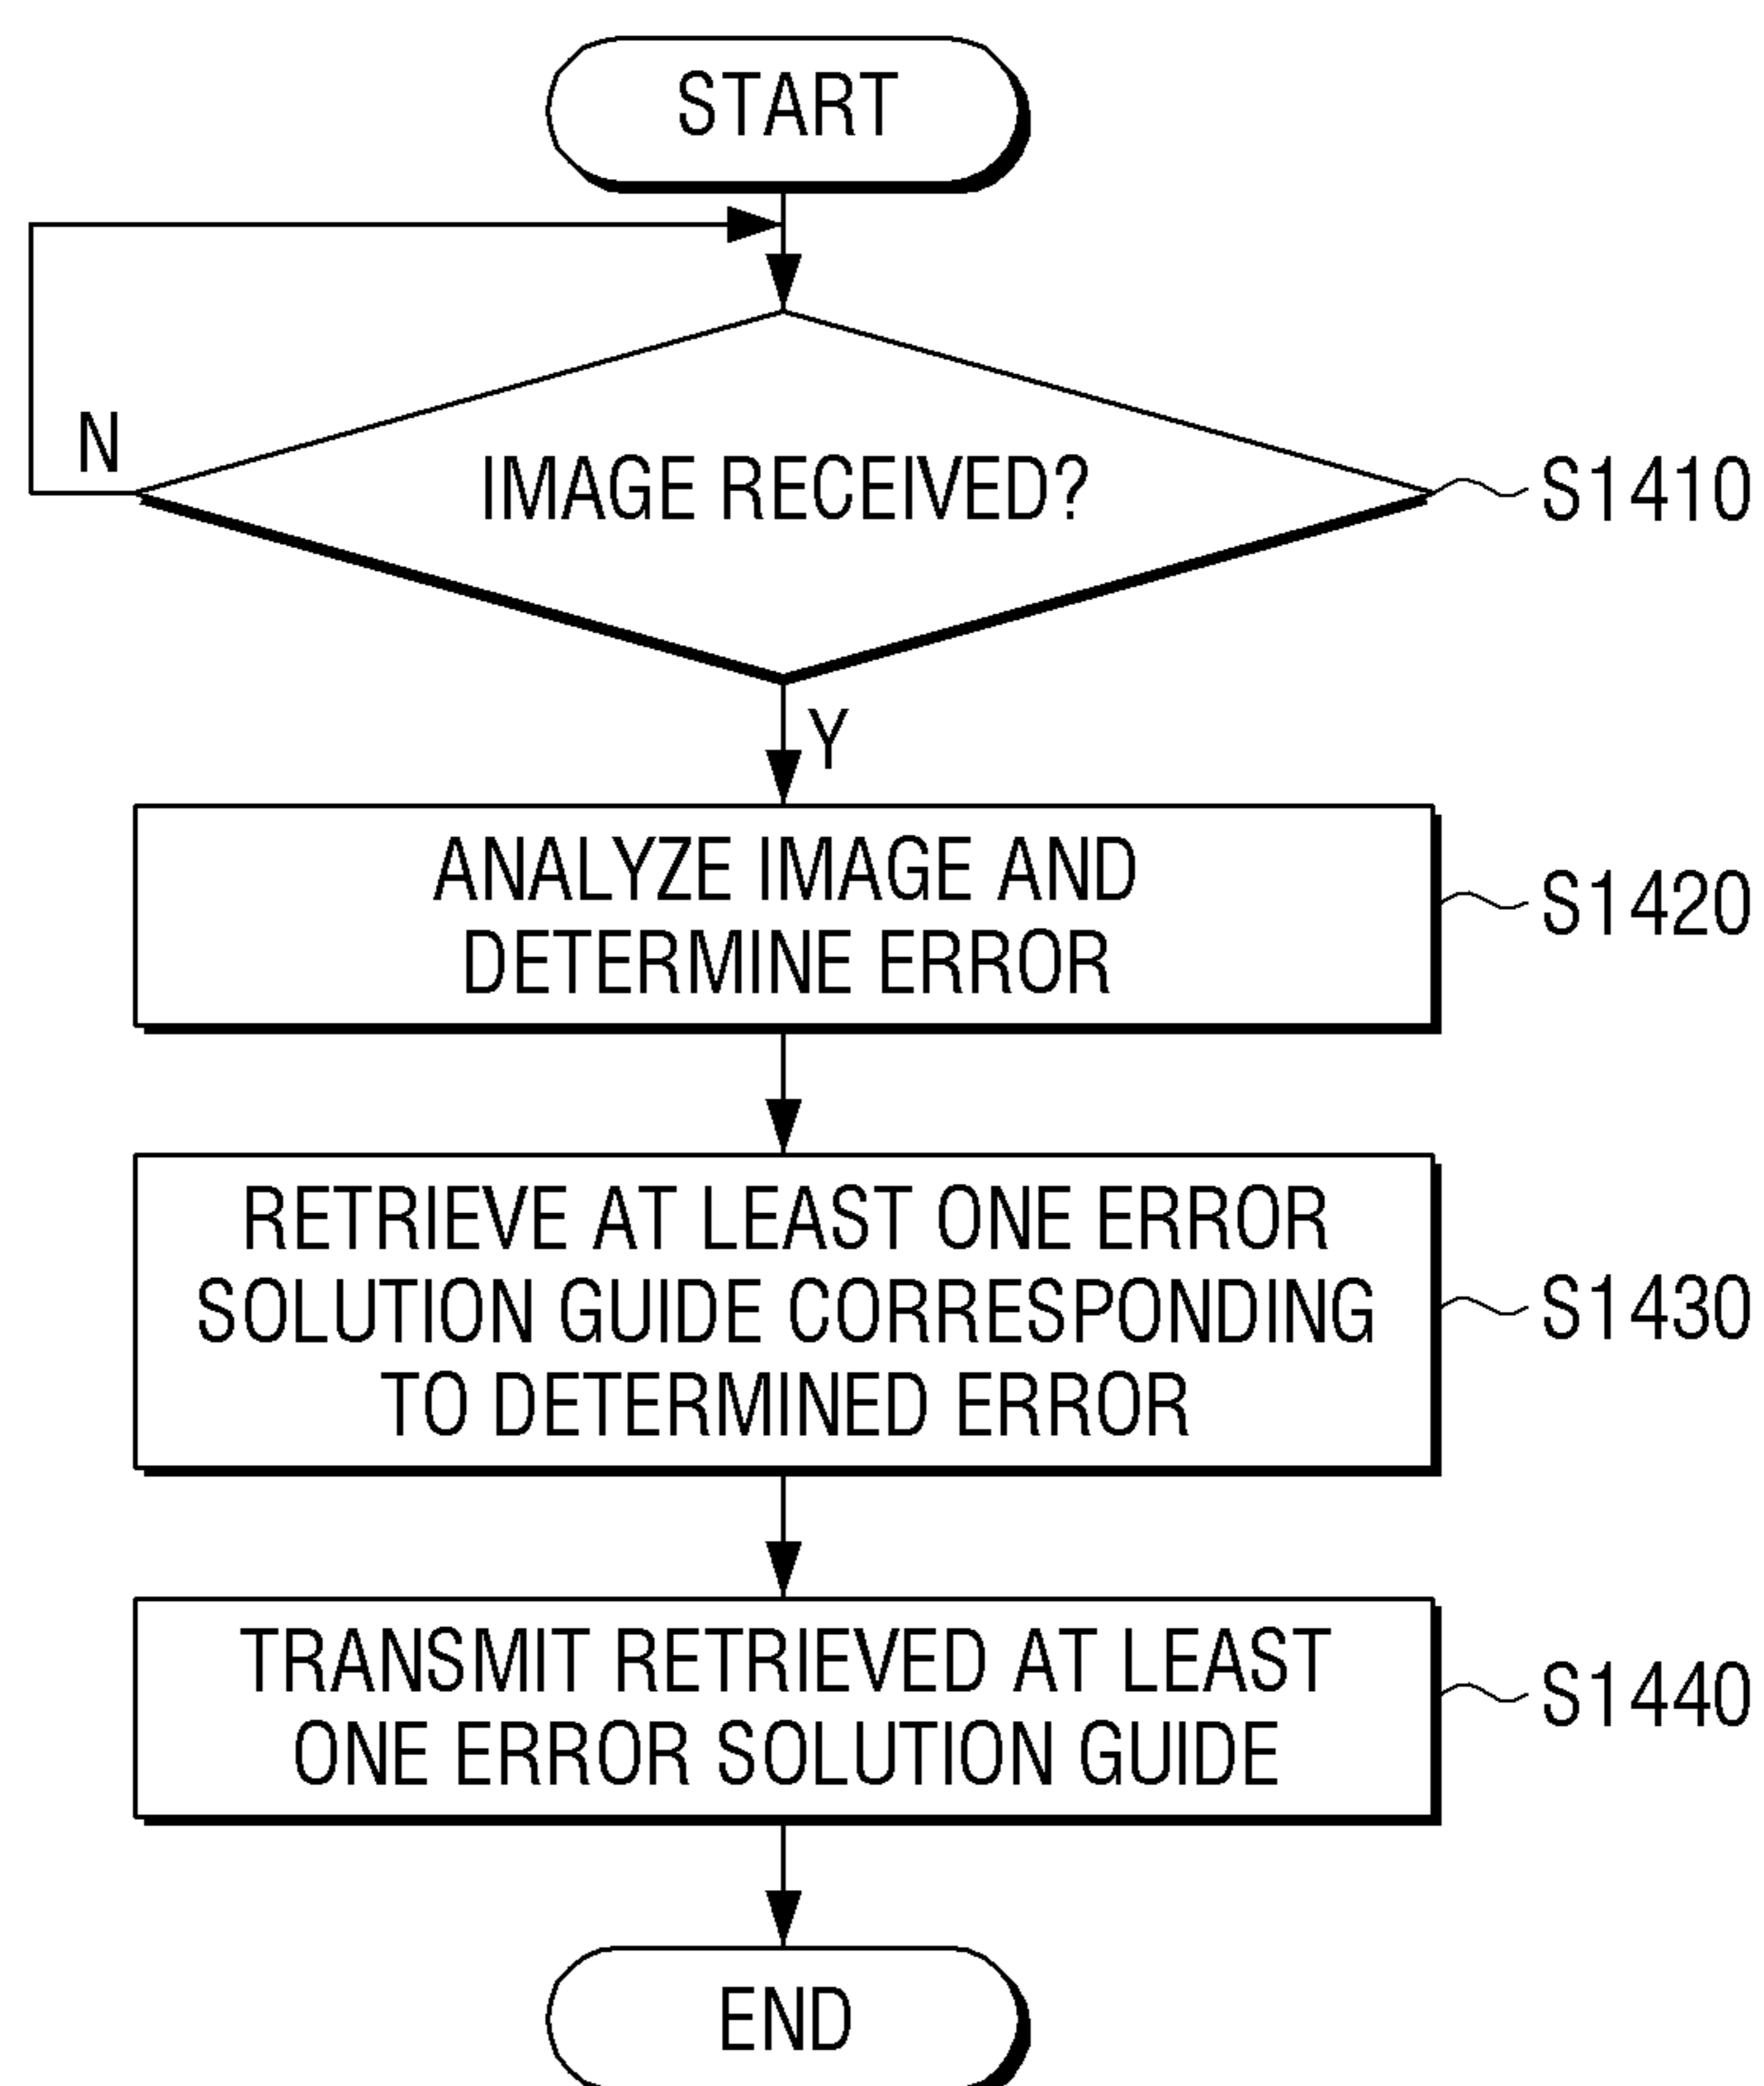 START
N
IMAGE RECEIVED?
S1410
Y
ANALYZE IMAGE AND
DETERMINE ERROR
S1420
RETRIEVE AT LEAST ONE ERROR
SOLUTION GUIDE CORRESPONDING
TO DETERMINED ERROR
S1430
TRANSMIT RETRIEVED AT LEAST
ONE ERROR SOLUTION GUIDE
S1440
END